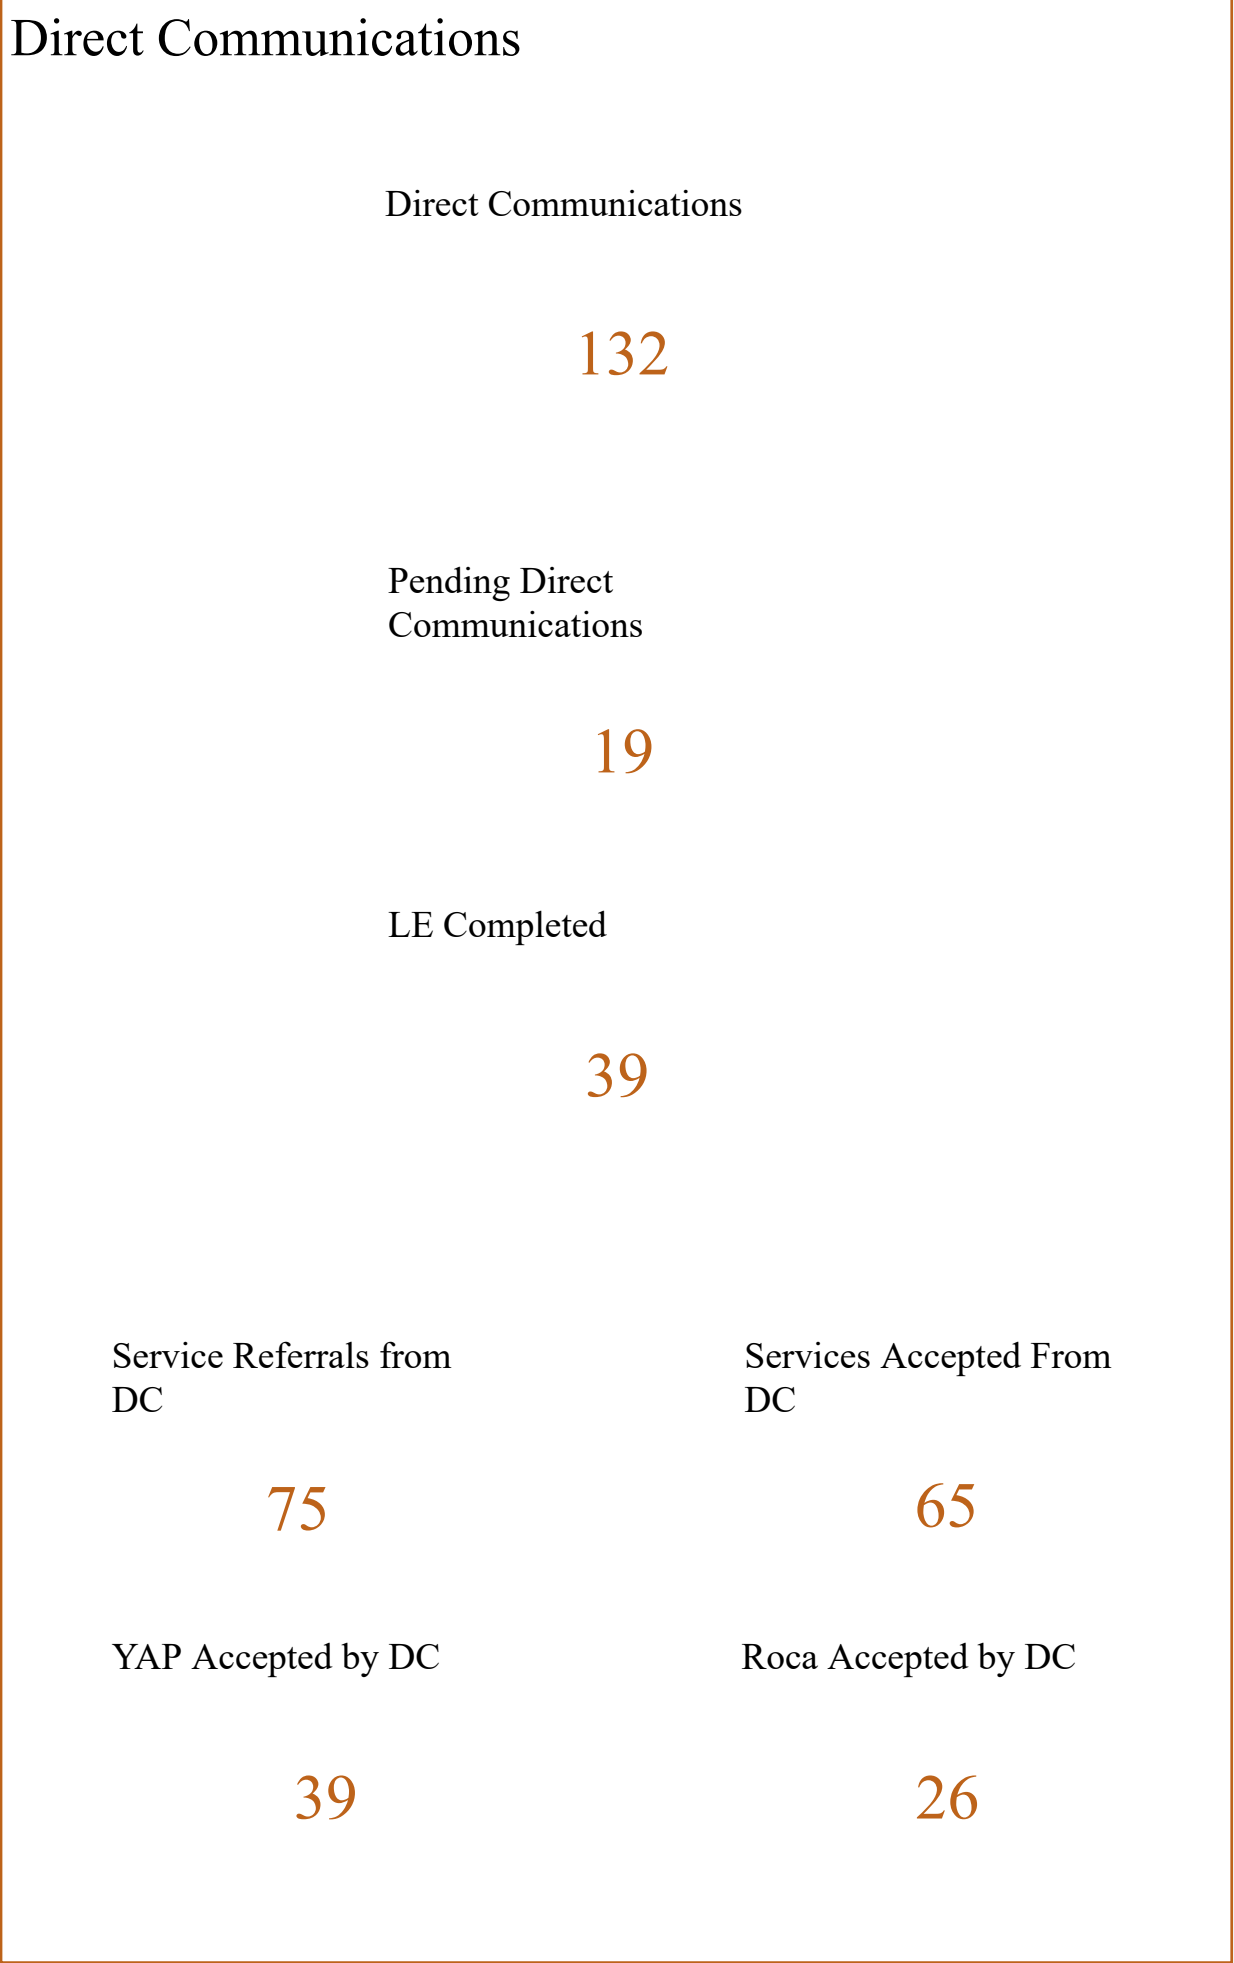 Direct Communications
Direct Communications
132
Pending Direct
Communications
19
LE Completed
39
Service Referrals from
DC
75
Services Accepted From
DC
65
YAP Accepted by DC
39
Roca Accepted by DC
26